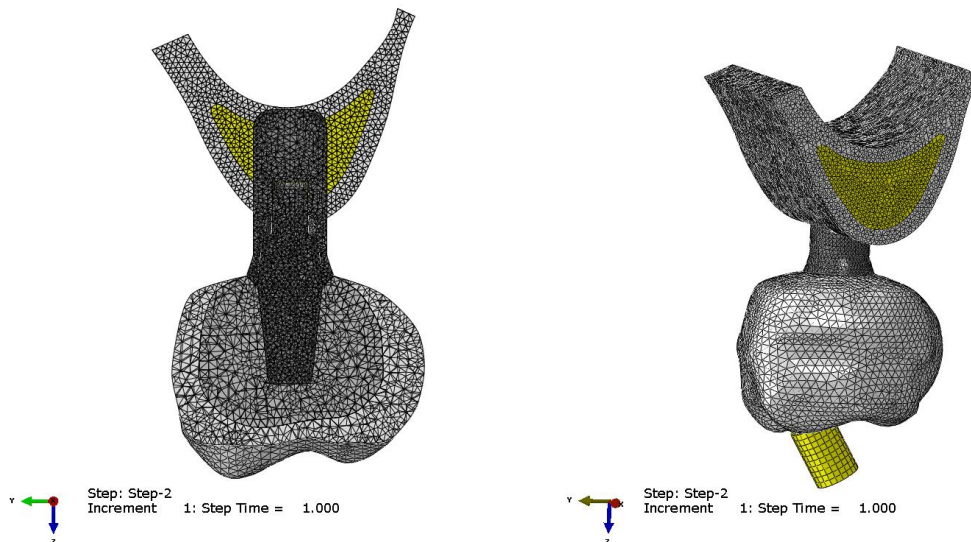 Y
Z
Step: Step-2
Increment 1: Step Time = 1.000
Y
X
Z
Step: Step-2
Increment 1: Step Time = 1.000